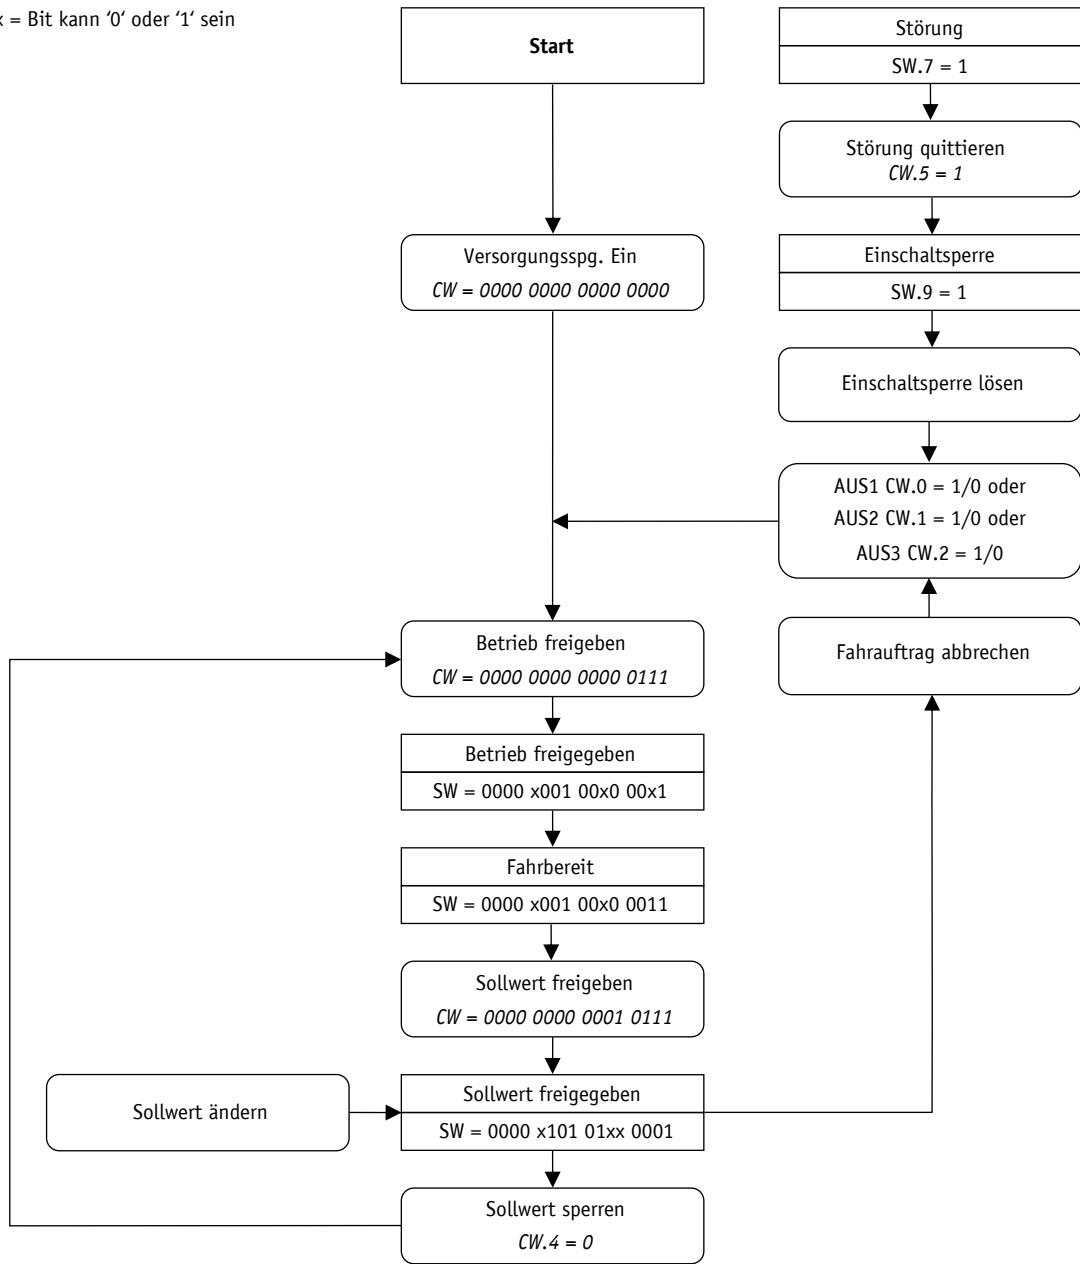 x = Bit kann ‘0‘ oder ‘1‘ sein
Start
Versorgungsspg. Ein
CW = 0000 0000 0000 0000
Störung
SW.7 = 1
Störung quittieren
CW.5 = 1
Einschaltsperre
SW.9 = 1
Einschaltsperre lösen
AUS1 CW.0 = 1/0 oder
AUS2 CW.1 = 1/0 oder
AUS3 CW.2 = 1/0
Fahrauftrag abbrechen
Betrieb freigeben
CW = 0000 0000 0000 0111
Betrieb freigegeben
SW = 0000 x001 00x0 00x1
Fahrbereit
SW = 0000 x001 00x0 0011
Sollwert freigeben
CW = 0000 0000 0001 0111
Sollwert ändern
Sollwert freigegeben
SW = 0000 x101 01xx 0001
Sollwert sperren
CW.4 = 0